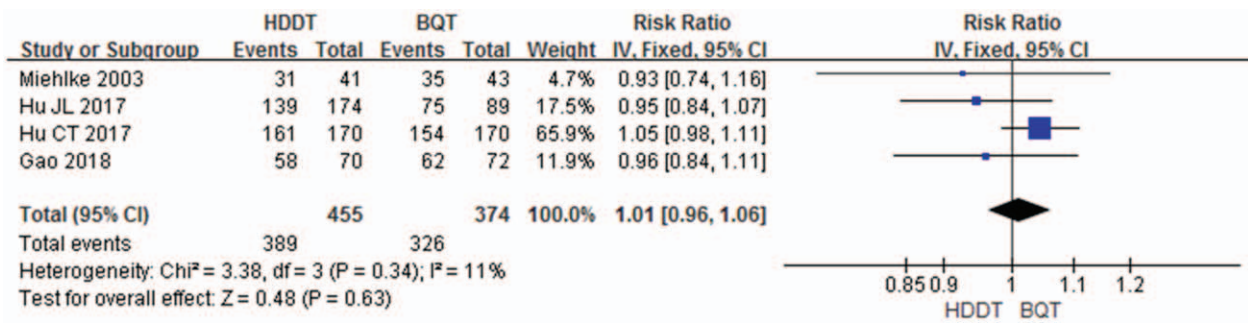 HDDT BQT Risk Ratio Risk Ratio
Study or Subgroup Events Total Events Total Weight IV, Fixed, 95% CI IV, Fixed, 95% CI
Miehlke 2003 31 41 35 43 4.7% 0.93 [0.74, 1.16]
Hu JL 2017 139 174 75 89 17.5% 0.95 [0.84, 1.07]
Hu CT 2017 161 170 154 170 65.9% 1.05 [0.98, 1.11]
Gao 2018 58 70 62 72 11.9% 0.96 [0.84, 1.11]
Total (95% CI) 455 374 100.0% 1.01 [0.96, 1.06]
Total events 389 326
Heterogeneity: Chi² = 3.38, df = 3 (P = 0.34); I² = 11%
Test for overall effect: Z = 0.48 (P = 0.63)
0.85 0.9 1 1.1 1.2
HDDT BQT